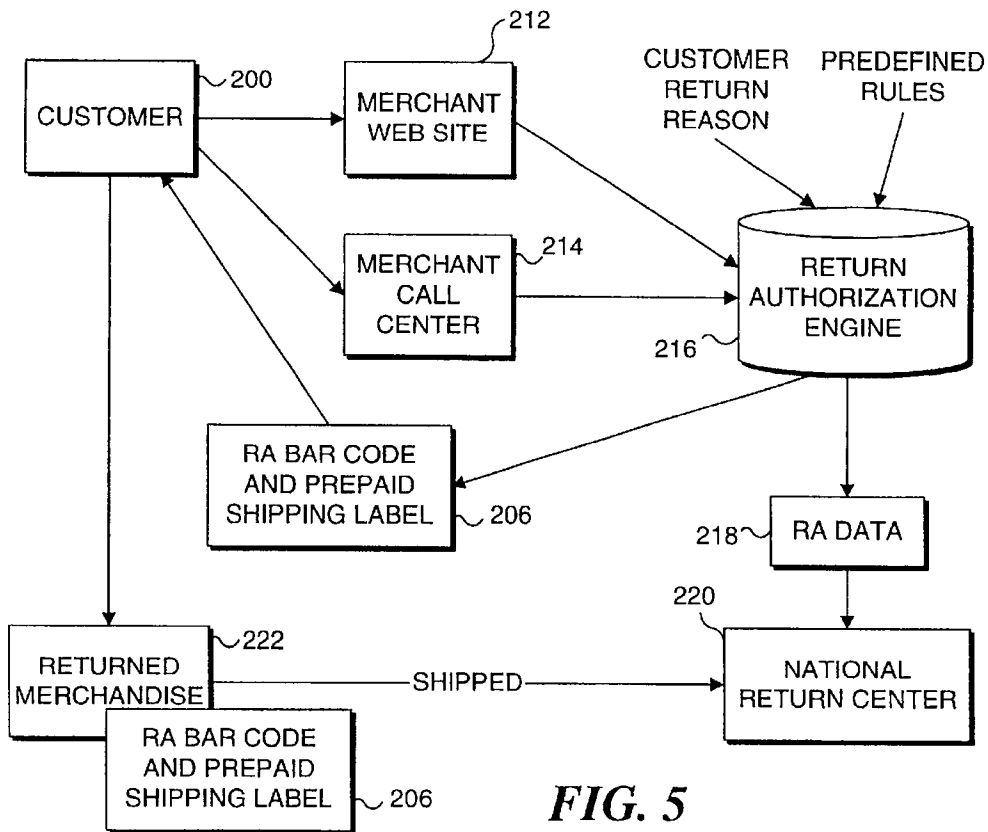 212
200
CUSTOMER
MERCHANT
WEB SITE
CUSTOMER
RETURN
REASON
PREDEFINED
RULES
214
MERCHANT
CALL
CENTER
RETURN
AUTHORIZATION
ENGINE
216
RA BAR CODE
AND PREPAID
SHIPPING LABEL
206
218
RA DATA
220
222
RETURNED
MERCHANDISE
SHIPPED
NATIONAL
RETURN CENTER
RA BAR CODE
AND PREPAID
SHIPPING LABEL
206
FIG. 5